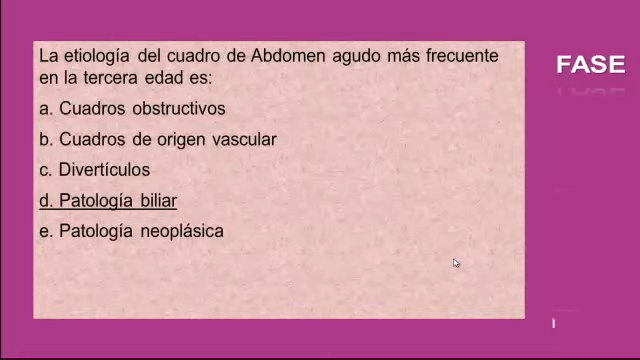 La etiología del cuadro de Abdomen agudo más frecuente
en la tercera edad es:
a. Cuadros obstructivos
b. Cuadros de origen vascular
c. Divertículos
d. Patología biliar
e. Patología neoplásica
FASE